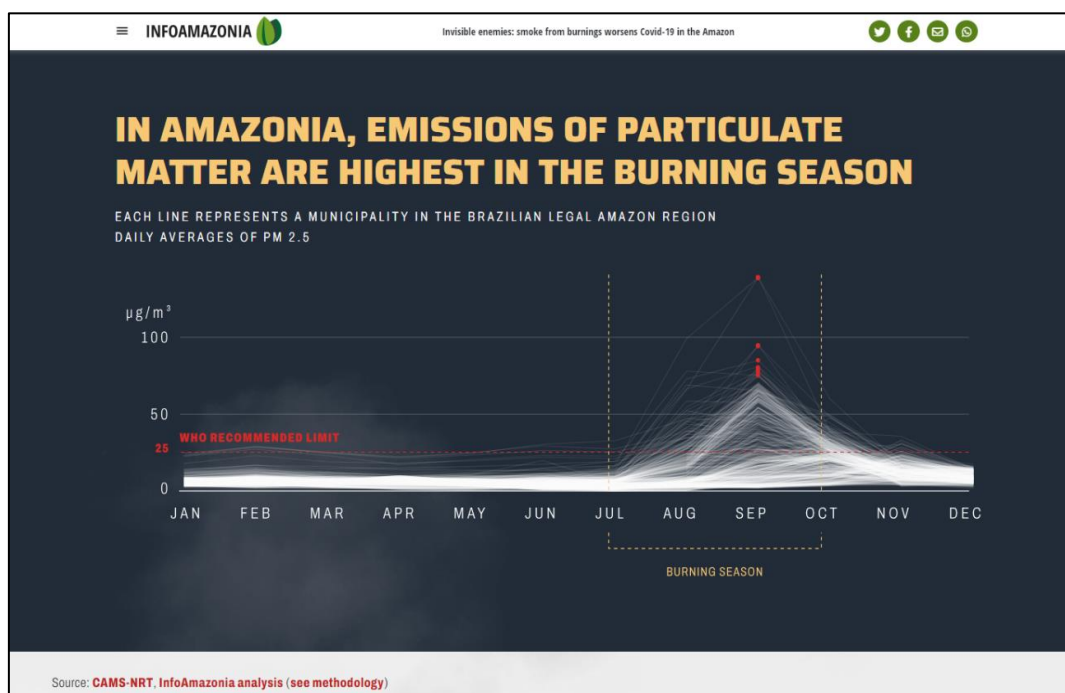 INFOAMAZONIA
Invisible enemies: smoke from burnings worsens Covid-19 in the Amazon
IN AMAZONIA, EMISSIONS OF PARTICULATE
MATTER ARE HIGHEST IN THE BURNING SEASON
EACH LINE REPRESENTS A MUNICIPALITY IN THE BRAZILIAN LEGAL AMAZON REGION
DAILY AVERAGES OF PM 2.5
µg/m³
100
50
WHO RECOMMENDED LIMIT
25
0
JAN FEB MAR APR MAY JUN JUL AUG SEP OCT NOV DEC
BURNING SEASON
Source: CAMS-NRT, InfoAmazonia analysis (see methodology)